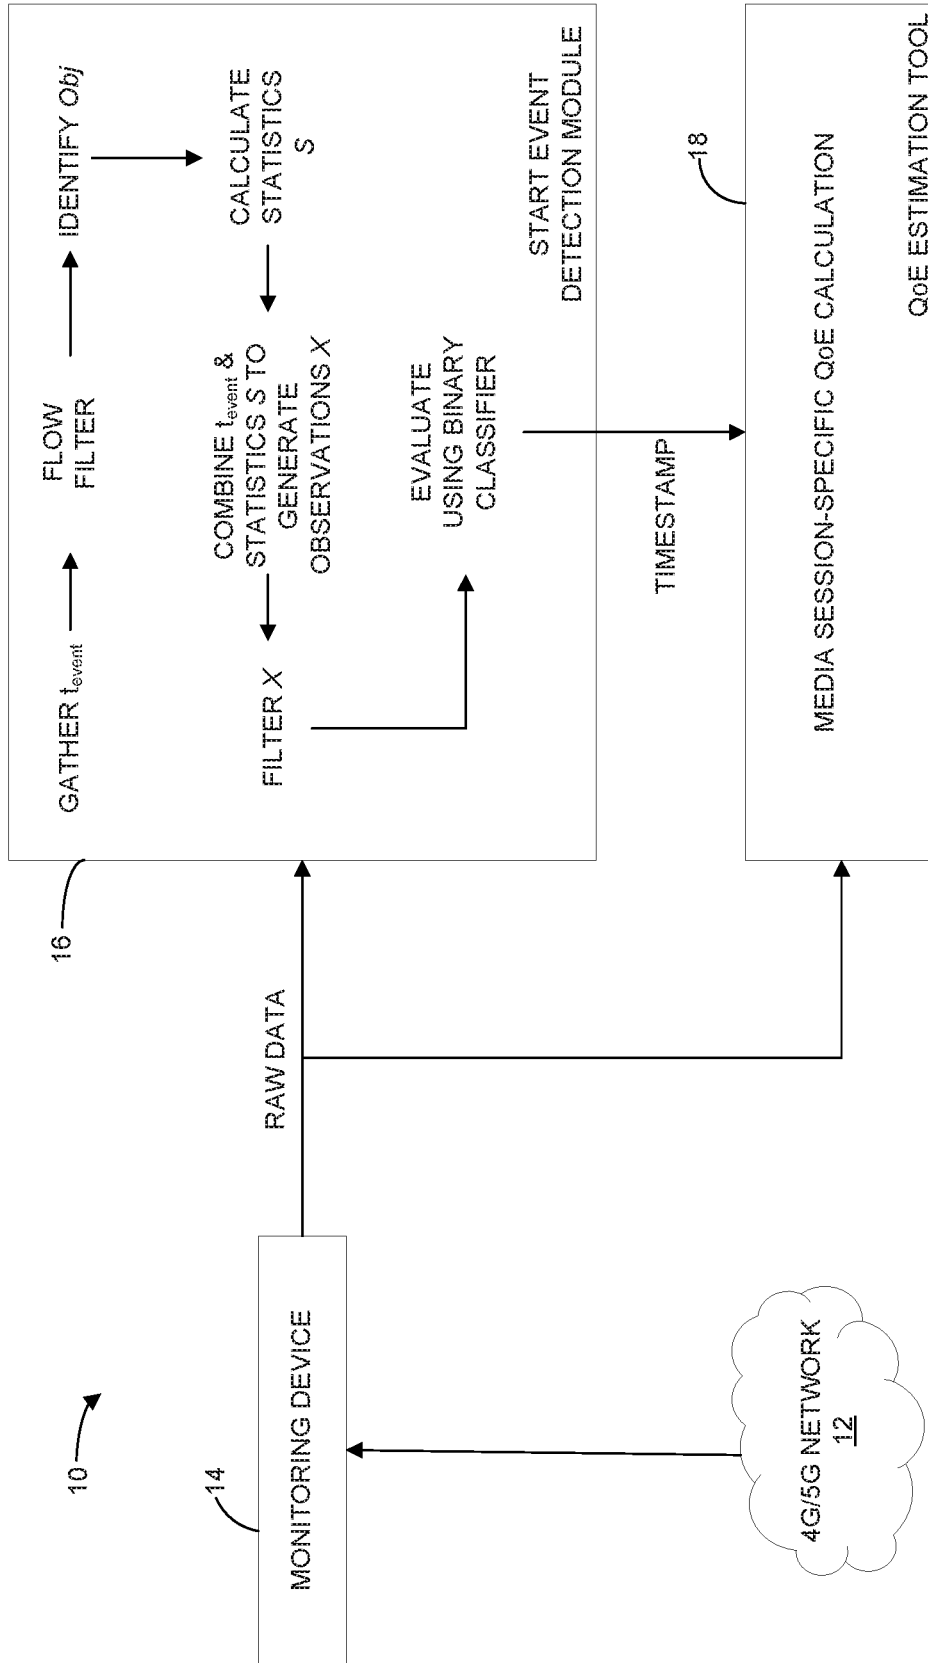 10
14
MONITORING DEVICE
4G/5G NETWORK
12
RAW DATA
16
GATHER t_event
FLOW
FILTER
IDENTIFY Obj
CALCULATE
STATISTICS
S
COMBINE t_event &
STATISTICS S TO
GENERATE
OBSERVATIONS X
FILTER X
EVALUATE
USING BINARY
CLASSIFIER
START EVENT
DETECTION MODULE
TIMESTAMP
18
MEDIA SESSION-SPECIFIC QoE CALCULATION
QoE ESTIMATION TOOL